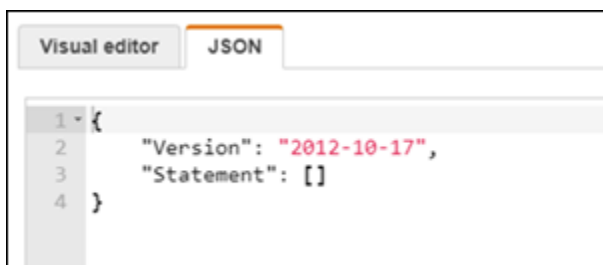 Visual editor JSON
1 {
2 "Version": "2012-10-17",
3 "Statement": []
4 }